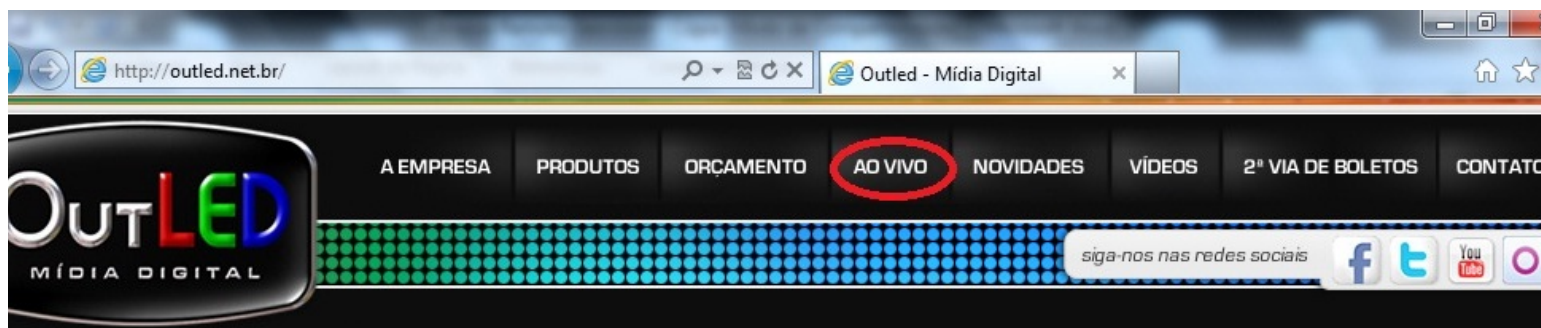 http://outled.net.br/
Outled - Mídia Digital
A EMPRESA PRODUTOS ORÇAMENTO AO VIVO NOVIDADES VÍDEOS 2ª VIA DE BOLETOS CONTATO
OUTLED
MÍDIA DIGITAL
siga-nos nas redes sociais
f t You Tube